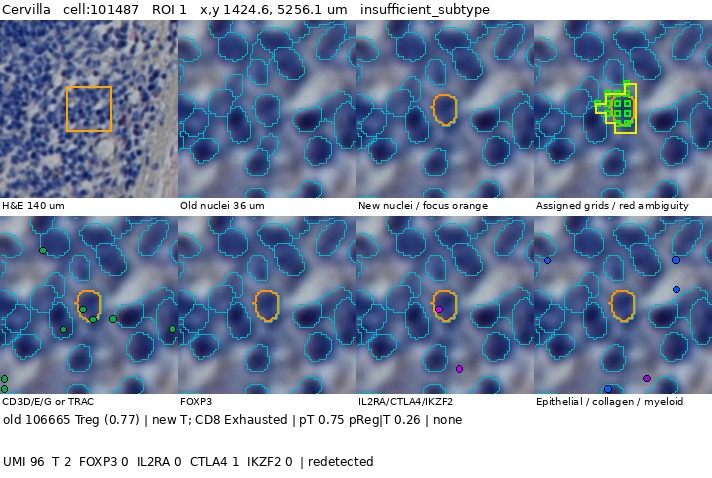 Cervilla cell:101487 ROI 1 x,y 1424.6, 5256.1 um insufficient_subtype
H&E 140 um
Old nuclei 36 um
New nuclei / focus orange
Assigned grids / red ambiguity
CD3D/E/G or TRAC
FOXP3
IL2RA/CTLA4/IKZF2
Epithelial / collagen / myeloid
old 106665 Treg (0.77) | new T; CD8 Exhausted | pT 0.75 pReg|T 0.26 | none
UMI 96 T 2 FOXP3 0 IL2RA 0 CTLA4 1 IKZF2 0 | redetected